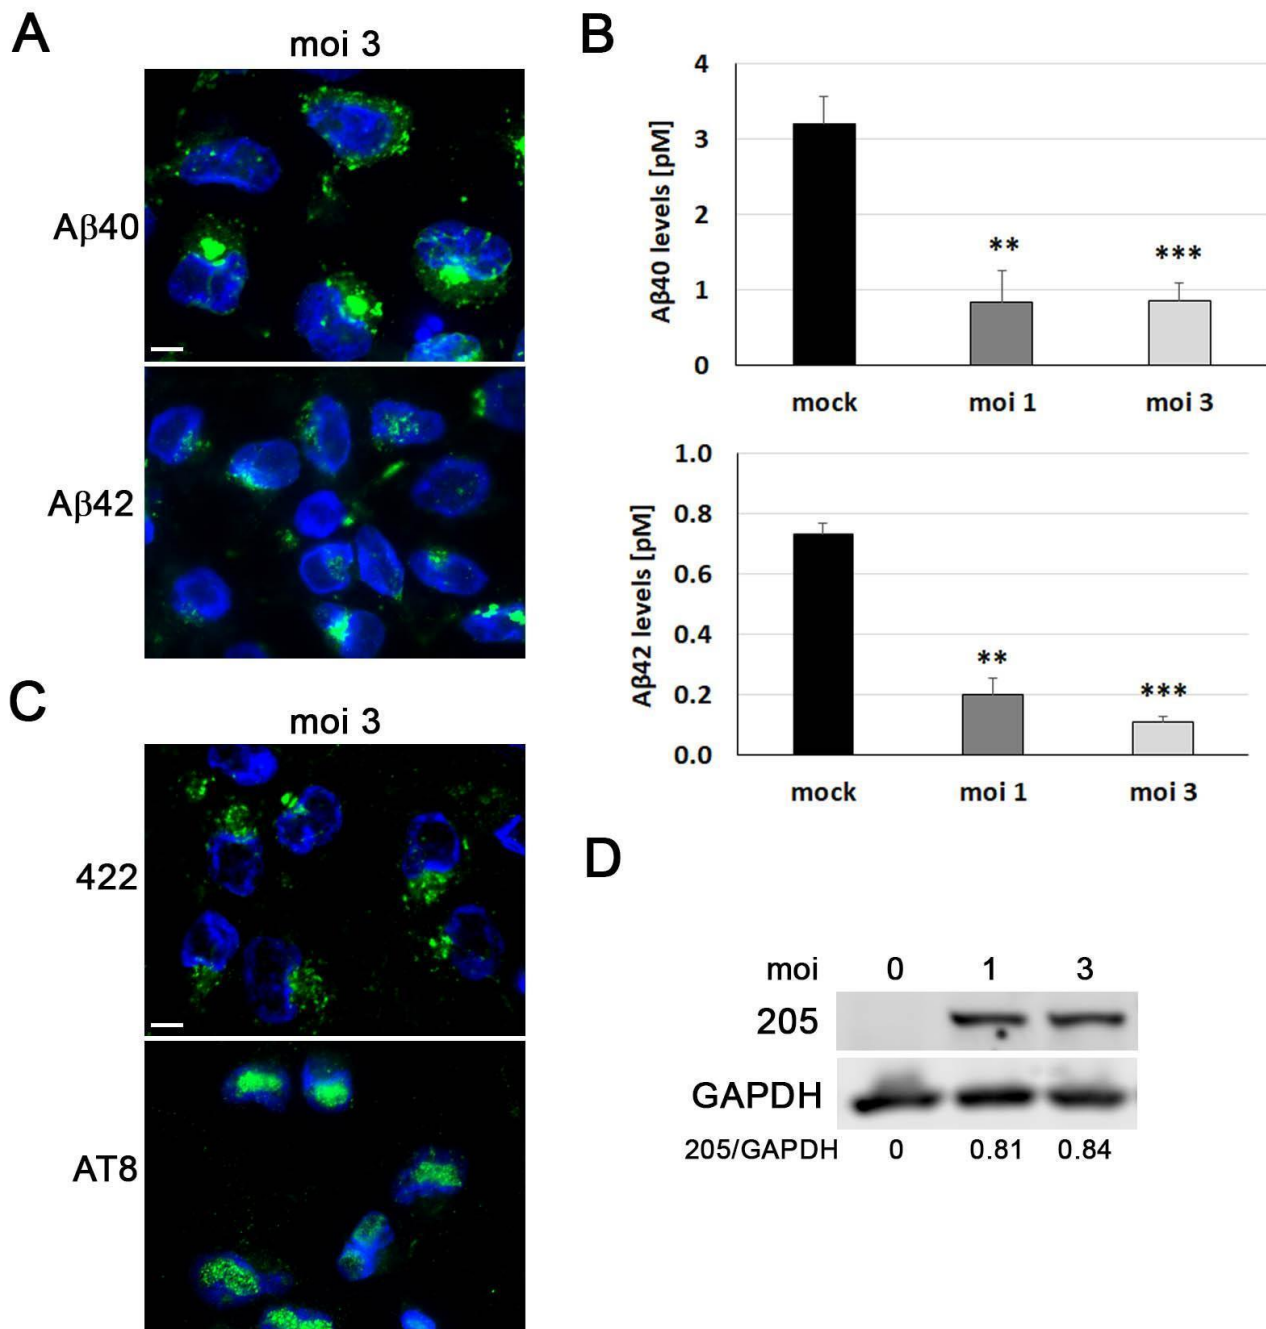 A
moi 3
Aβ40
Aβ42
B
4
3
2
1
0
Aβ40 levels [pM]
**
***
mock moi 1 moi 3
1.0
0.8
0.6
0.4
0.2
0.0
Aβ42 levels [pM]
**
***
mock moi 1 moi 3
C
moi 3
422
AT8
D
moi 0 1 3
205
GAPDH
205/GAPDH 0 0.81 0.84